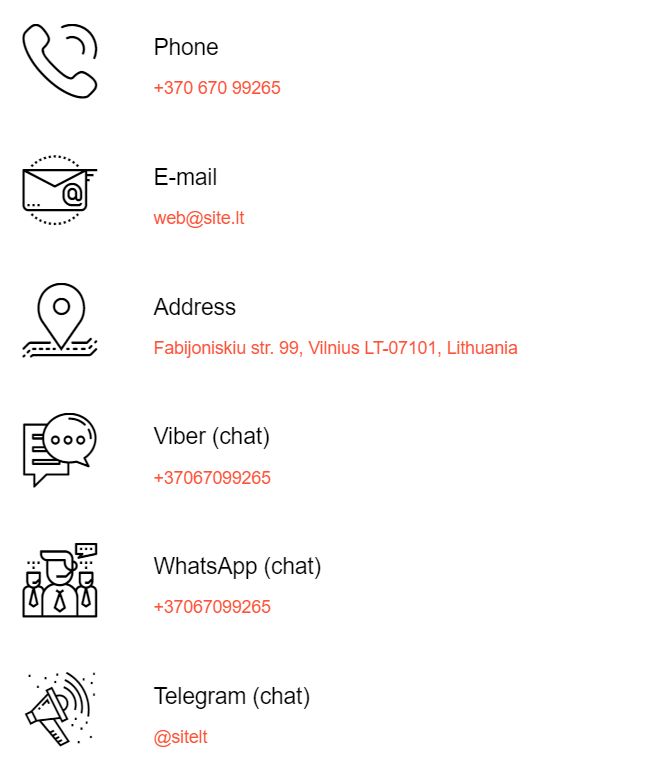 Phone
+370 670 99265
E-mail
web@site.lt
Address
Fabijoniskiu str. 99, Vilnius LT-07101, Lithuania
Viber (chat)
+37067099265
WhatsApp (chat)
+37067099265
Telegram (chat)
@sitelt